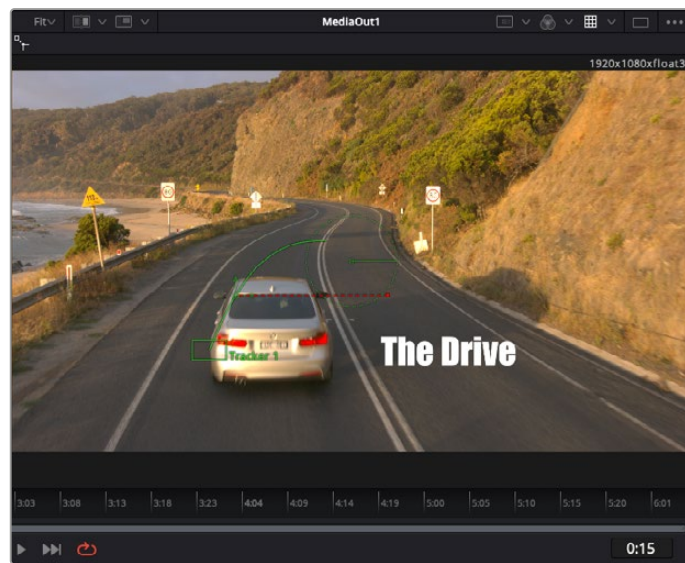 Fit MediaOut1
1920x1080xfloat3
Tracker 1
The Drive
3:03 3:08 3:13 3:18 3:23 4:04 4:09 4:14 4:19 5:00 5:05 5:10 5:15 5:20 6:01
0:15